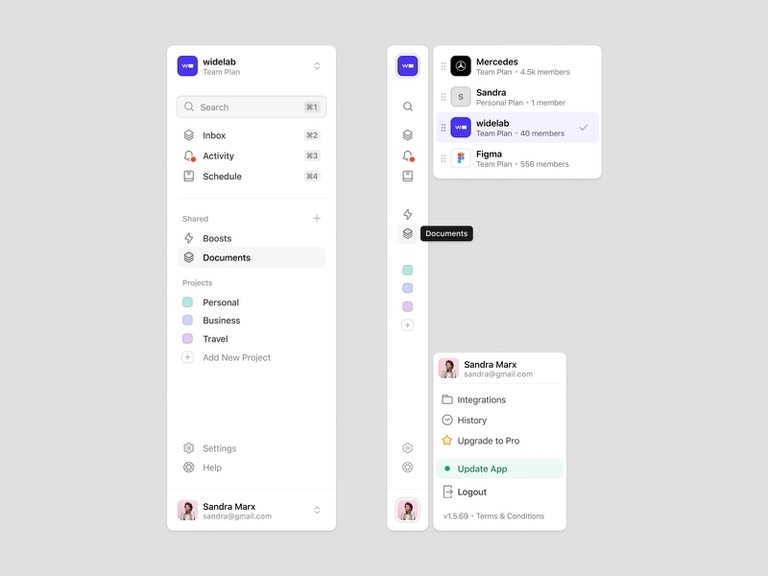 widelab
Team Plan
Search ⌘1
Inbox ⌘2
Activity ⌘3
Schedule ⌘4
Shared
Boosts
Documents
Projects
Personal
Business
Travel
Add New Project
Settings
Help
Sandra Marx
sandra@gmail.com
Documents
Mercedes
Team Plan • 4.5k members
S
Sandra
Personal Plan • 1 member
widelab
Team Plan • 40 members
Figma
Team Plan • 556 members
Sandra Marx
sandra@gmail.com
Integrations
History
Upgrade to Pro
Update App
Logout
v1.5.69 • Terms & Conditions